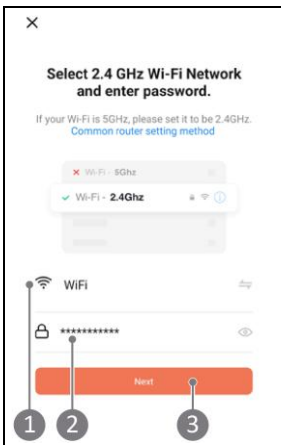 Select 2.4 GHz Wi-Fi Network
and enter password.
If your Wi-Fi is 5GHz, please set it to be 2.4GHz.
Common router setting method
Wi-Fi - 5Ghz
Wi-Fi - 2.4Ghz
WiFi
***********
Next
1 2 3